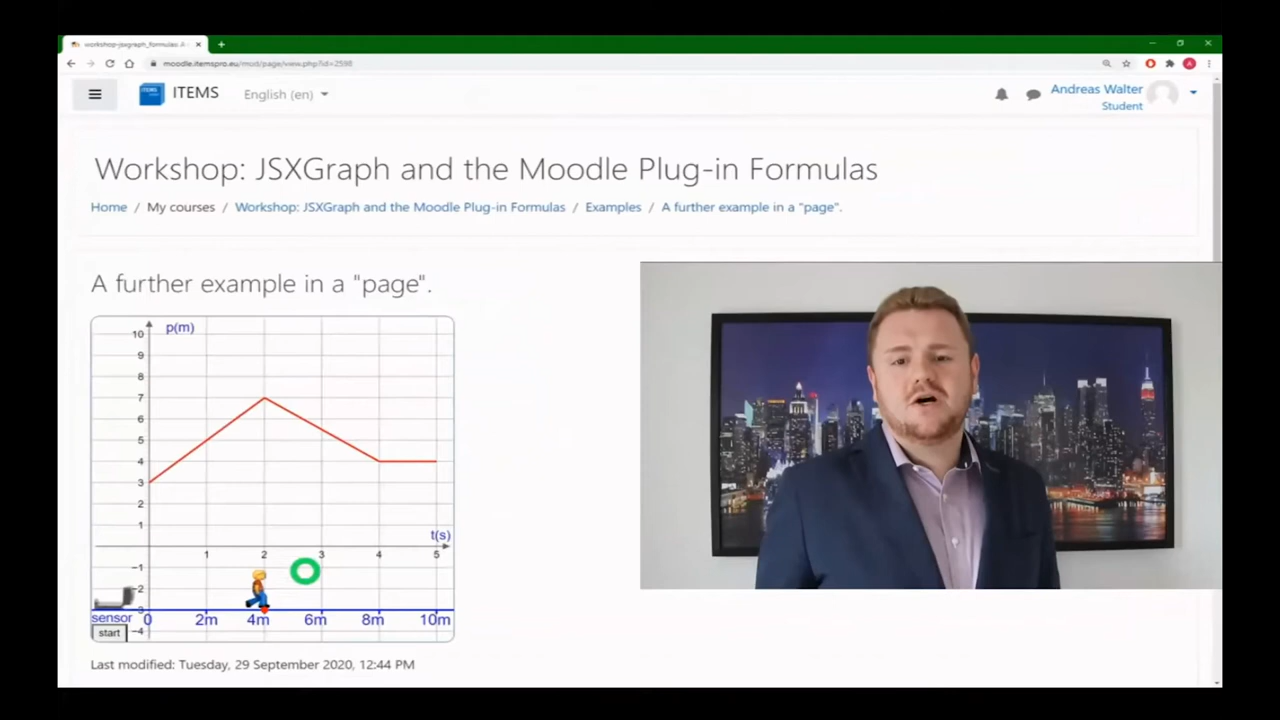 workshop-jsxgraph_formulas: A
moodle.itemspro.eu/mod/page/view.php?id=2598
ITEMS
English (en)
Andreas Walter
Student
Workshop: JSXGraph and the Moodle Plug-in Formulas
Home / My courses / Workshop: JSXGraph and the Moodle Plug-in Formulas / Examples / A further example in a "page".
A further example in a "page".
p(m)
10
9
8
7
6
5
4
3
2
1
t(s)
1 2 3 4 5
−1
−2
−3
sensor 0 2m 4m 6m 8m 10m
start −4
Last modified: Tuesday, 29 September 2020, 12:44 PM